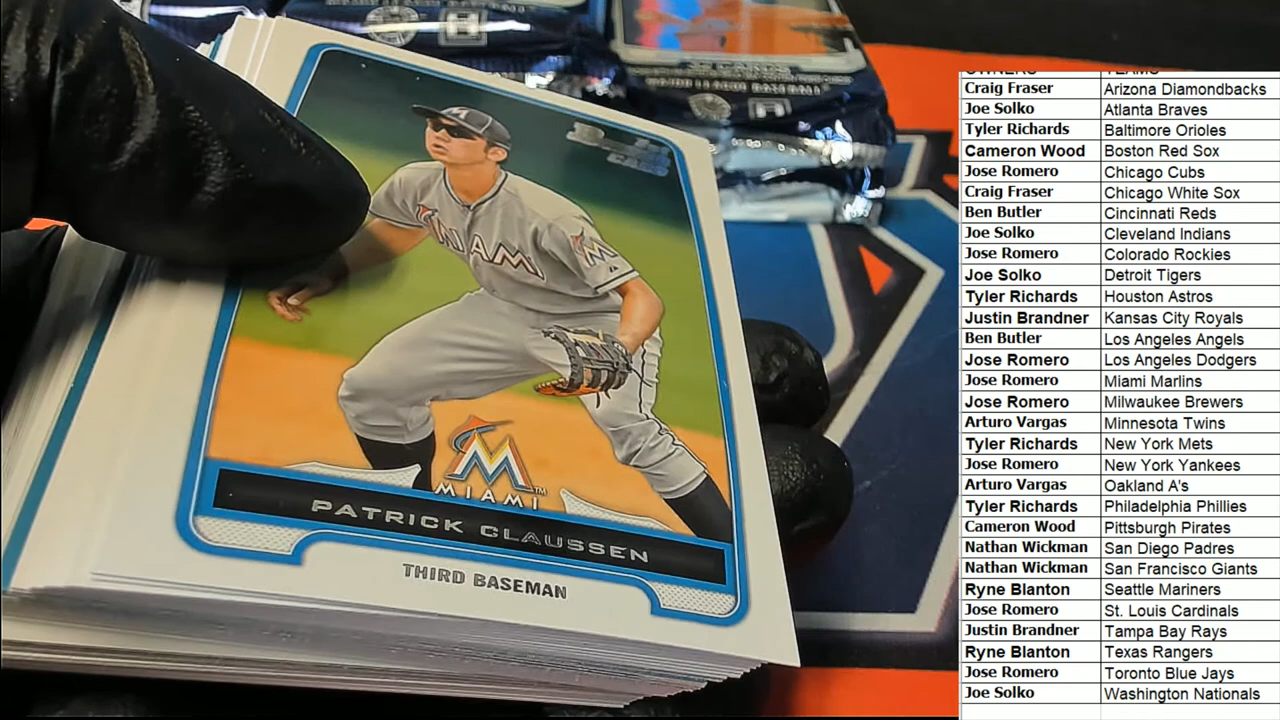 MAJOR LEAGUE BASEBALL
M
MIAMI
M
MIAMI
PATRICK CLAUSSEN
THIRD BASEMAN
OWNERS TEAMS
Craig Fraser Arizona Diamondbacks
Joe Solko Atlanta Braves
Tyler Richards Baltimore Orioles
Cameron Wood Boston Red Sox
Jose Romero Chicago Cubs
Craig Fraser Chicago White Sox
Ben Butler Cincinnati Reds
Joe Solko Cleveland Indians
Jose Romero Colorado Rockies
Joe Solko Detroit Tigers
Tyler Richards Houston Astros
Justin Brandner Kansas City Royals
Ben Butler Los Angeles Angels
Jose Romero Los Angeles Dodgers
Jose Romero Miami Marlins
Jose Romero Milwaukee Brewers
Arturo Vargas Minnesota Twins
Tyler Richards New York Mets
Jose Romero New York Yankees
Arturo Vargas Oakland A's
Tyler Richards Philadelphia Phillies
Cameron Wood Pittsburgh Pirates
Nathan Wickman San Diego Padres
Nathan Wickman San Francisco Giants
Ryne Blanton Seattle Mariners
Jose Romero St. Louis Cardinals
Justin Brandner Tampa Bay Rays
Ryne Blanton Texas Rangers
Jose Romero Toronto Blue Jays
Joe Solko Washington Nationals